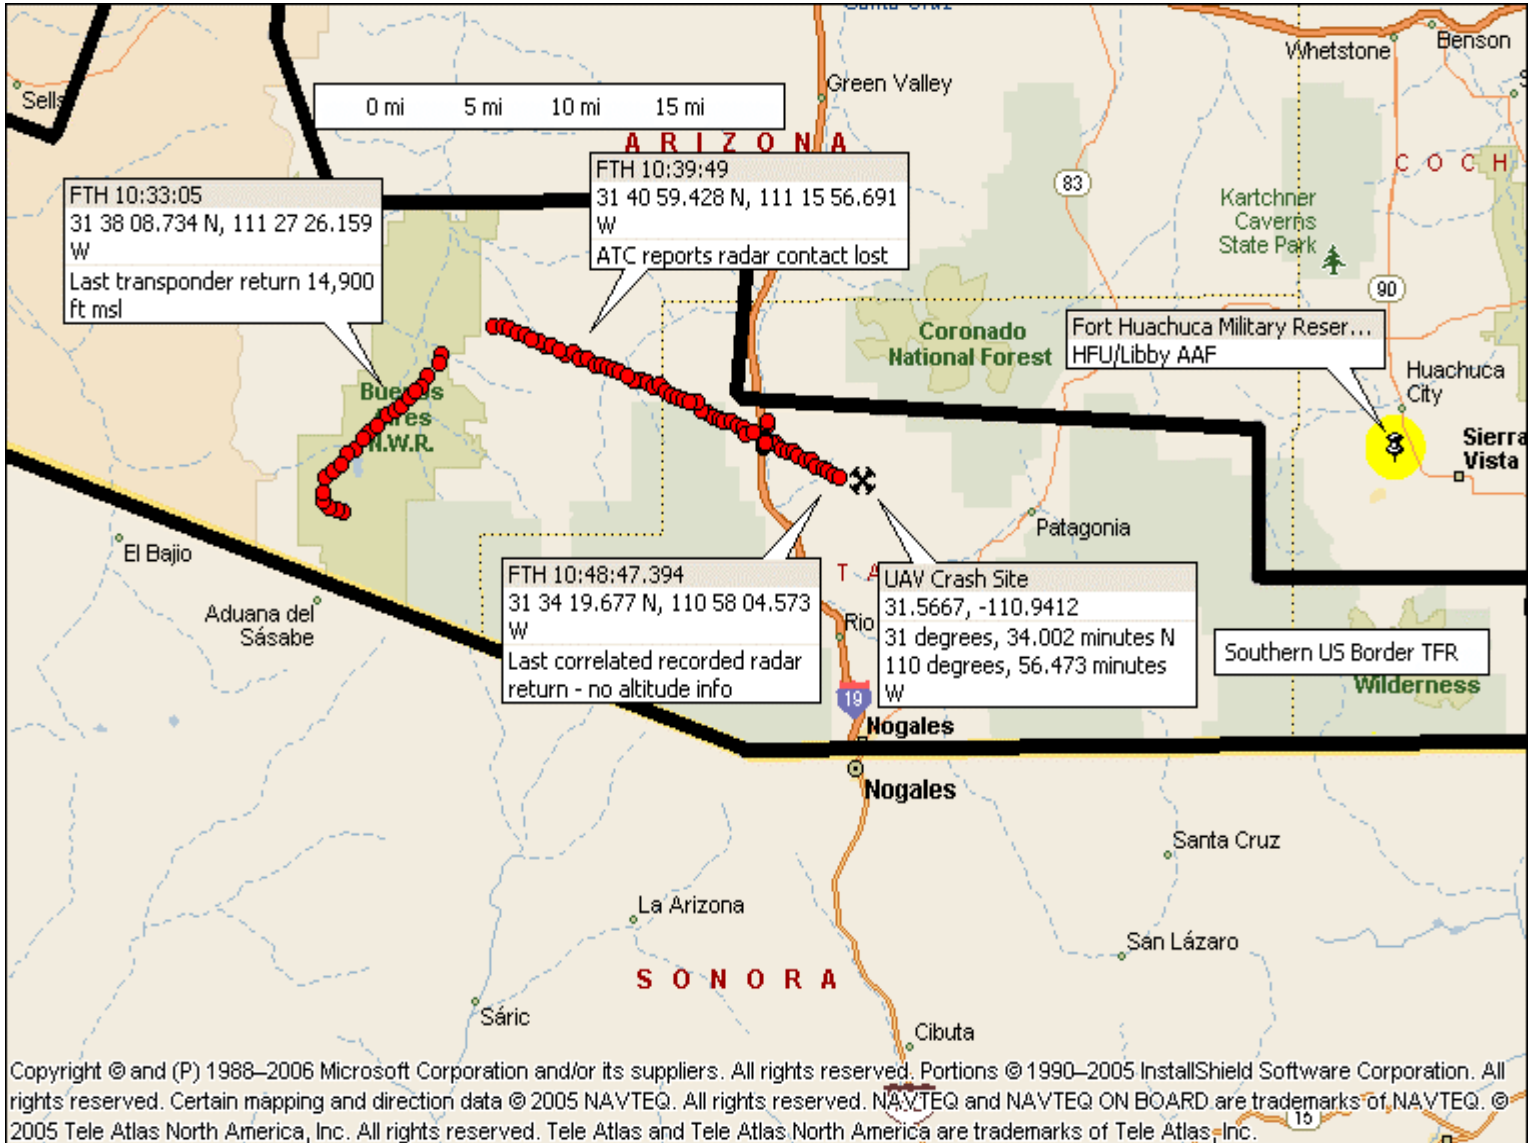 Santa Cruz
Benson
Whetstone
Sells
Green Valley
0 mi 5 mi 10 mi 15 mi
ARIZONA
COCH
83
FTH 10:39:49
31 40 59.428 N, 111 15 56.691
W
ATC reports radar contact lost
FTH 10:33:05
31 38 08.734 N, 111 27 26.159
W
Last transponder return 14,900
ft msl
Kartchner
Caverns
State Park
90
Coronado
National Forest
Fort Huachuca Military Reser...
HFU/Libby AAF
Huachuca
City
Sierra
Vista
N.W.R.
Patagonia
El Bajio
Aduana del
Sásabe
FTH 10:48:47.394
31 34 19.677 N, 110 58 04.573
W
Last correlated recorded radar
return - no altitude info
T A
UAV Crash Site
31.5667, -110.9412
31 degrees, 34.002 minutes N
110 degrees, 56.473 minutes
W
Rio
Southern US Border TFR
Wilderness
19
Nogales
Nogales
Santa Cruz
La Arizona
San Lázaro
SONORA
Sáric
Cibuta
15
Copyright © and (P) 1988–2006 Microsoft Corporation and/or its suppliers. All rights reserved. Portions © 1990–2005 InstallShield Software Corporation. All
rights reserved. Certain mapping and direction data © 2005 NAVTEQ. All rights reserved. NAVTEQ and NAVTEQ ON BOARD are trademarks of NAVTEQ. ©
2005 Tele Atlas North America, Inc. All rights reserved. Tele Atlas and Tele Atlas North America are trademarks of Tele Atlas, Inc.